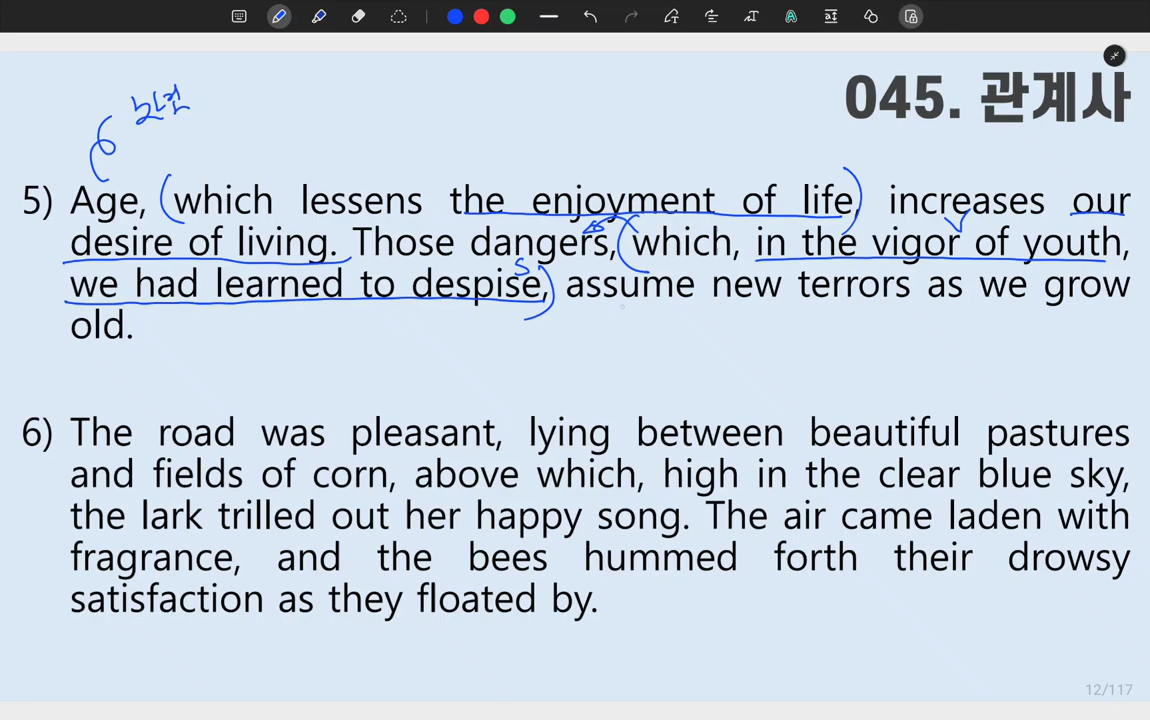 045. 관계사
노년
5) Age, which lessens the enjoyment of life, increases our
desire of living. Those dangers, which, in the vigor of youth,
we had learned to despise, assume new terrors as we grow
old.
6) The road was pleasant, lying between beautiful pastures
and fields of corn, above which, high in the clear blue sky,
the lark trilled out her happy song. The air came laden with
fragrance, and the bees hummed forth their drowsy
satisfaction as they floated by.
12/117